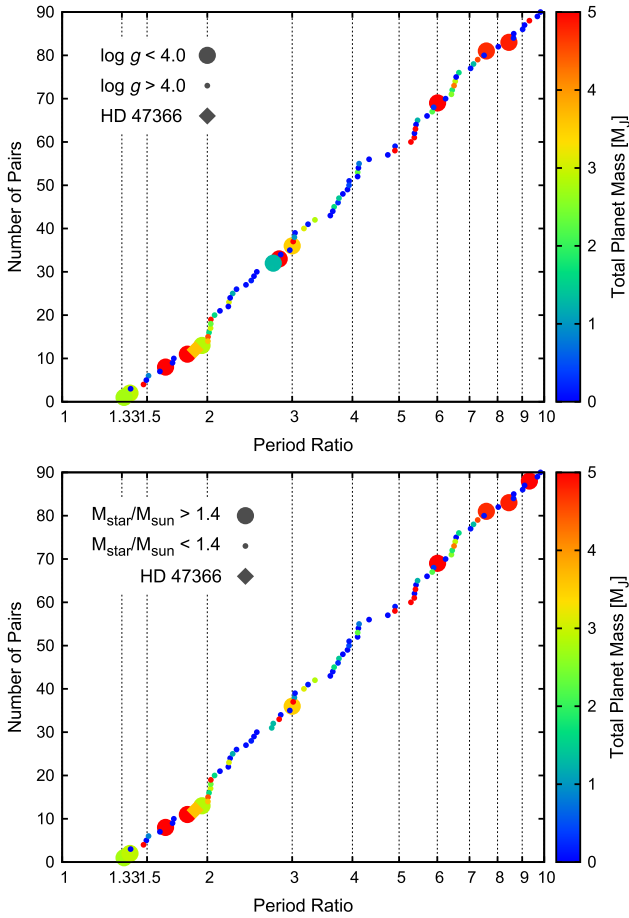 90
80
70
60
50
40
30
20
10
0
Number of Pairs
log g < 4.0
log g > 4.0
HD 47366
1 1.33 1.5 2 3 4 5 6 7 8 9 10
Period Ratio
5
4
3
2
1
0
Total Planet Mass [MJ]
90
80
70
60
50
40
30
20
10
0
Number of Pairs
Mstar/Msun > 1.4
Mstar/Msun < 1.4
HD 47366
1 1.33 1.5 2 3 4 5 6 7 8 9 10
Period Ratio
5
4
3
2
1
0
Total Planet Mass [MJ]